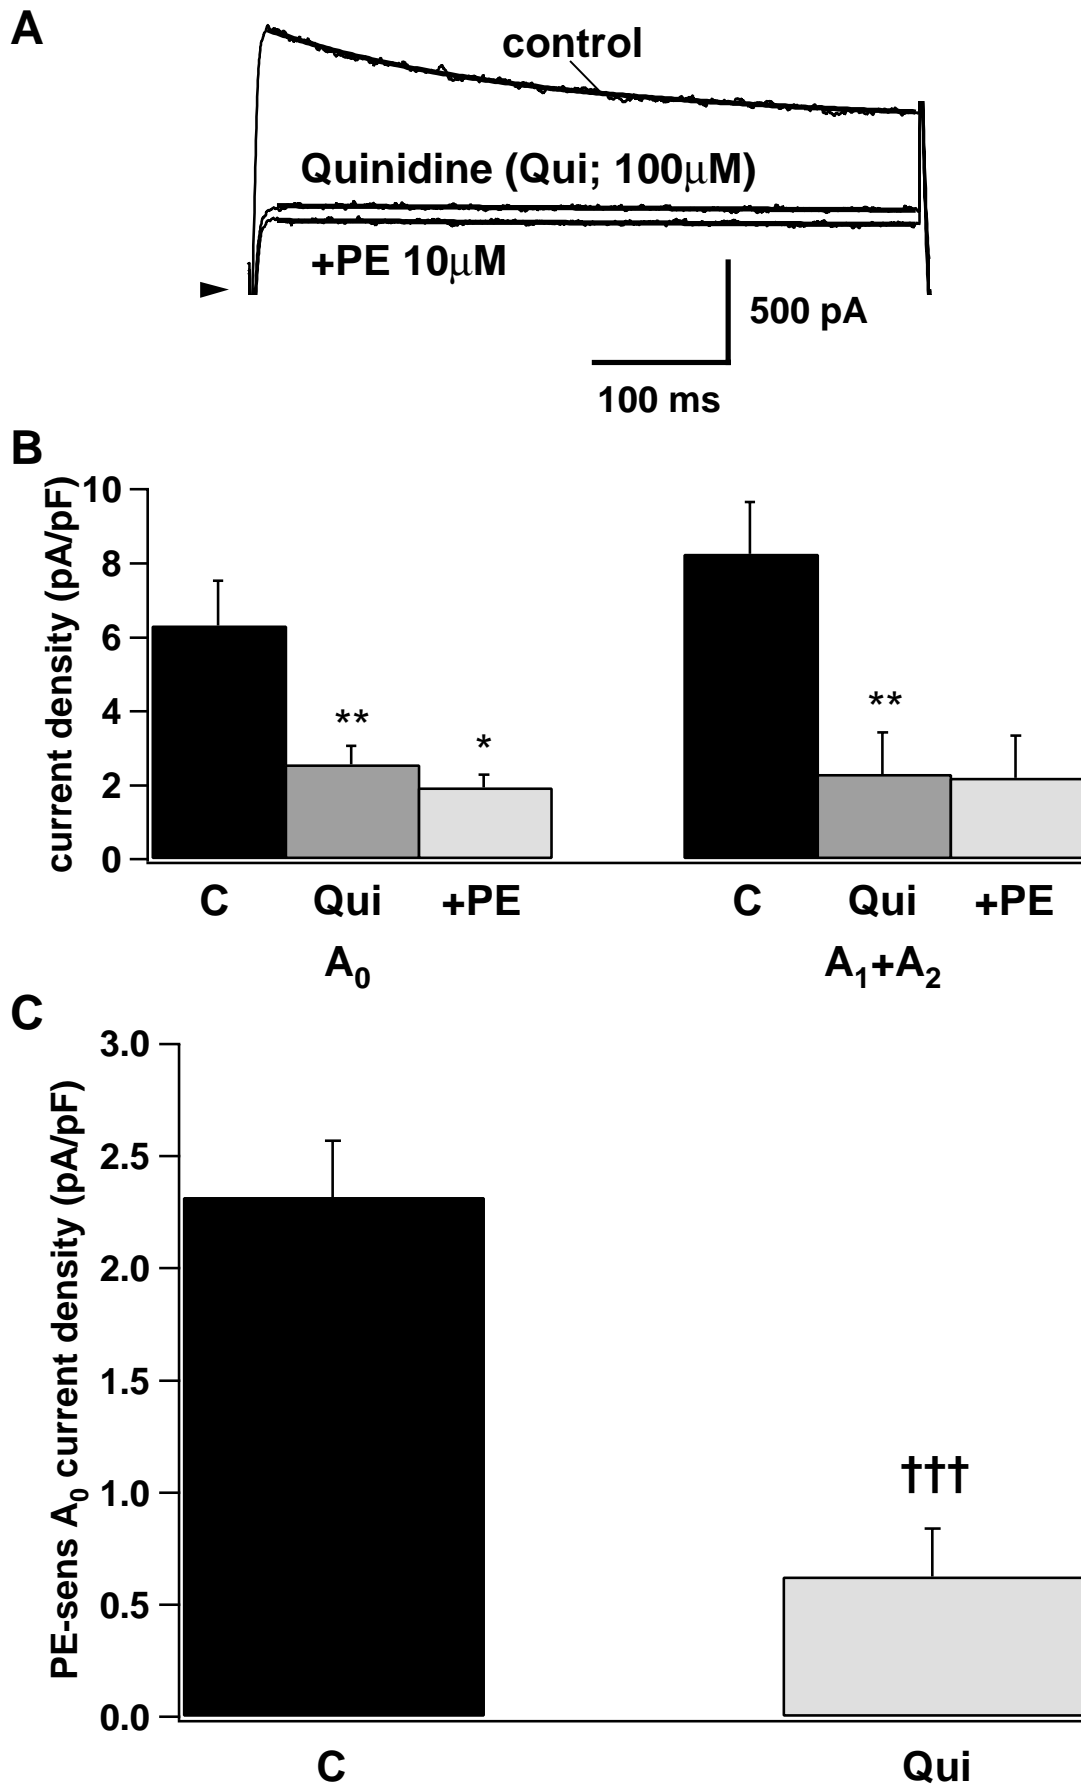 A
control
Quinidine (Qui; 100μM)
+PE 10μM
500 pA
100 ms
B
current density (pA/pF)
10
8
6
4
2
0
**
*
**
C Qui +PE C Qui +PE
A0 A1+A2
C
PE-sens A0 current density (pA/pF)
3.0
2.5
2.0
1.5
1.0
0.5
0.0
†††
C Qui